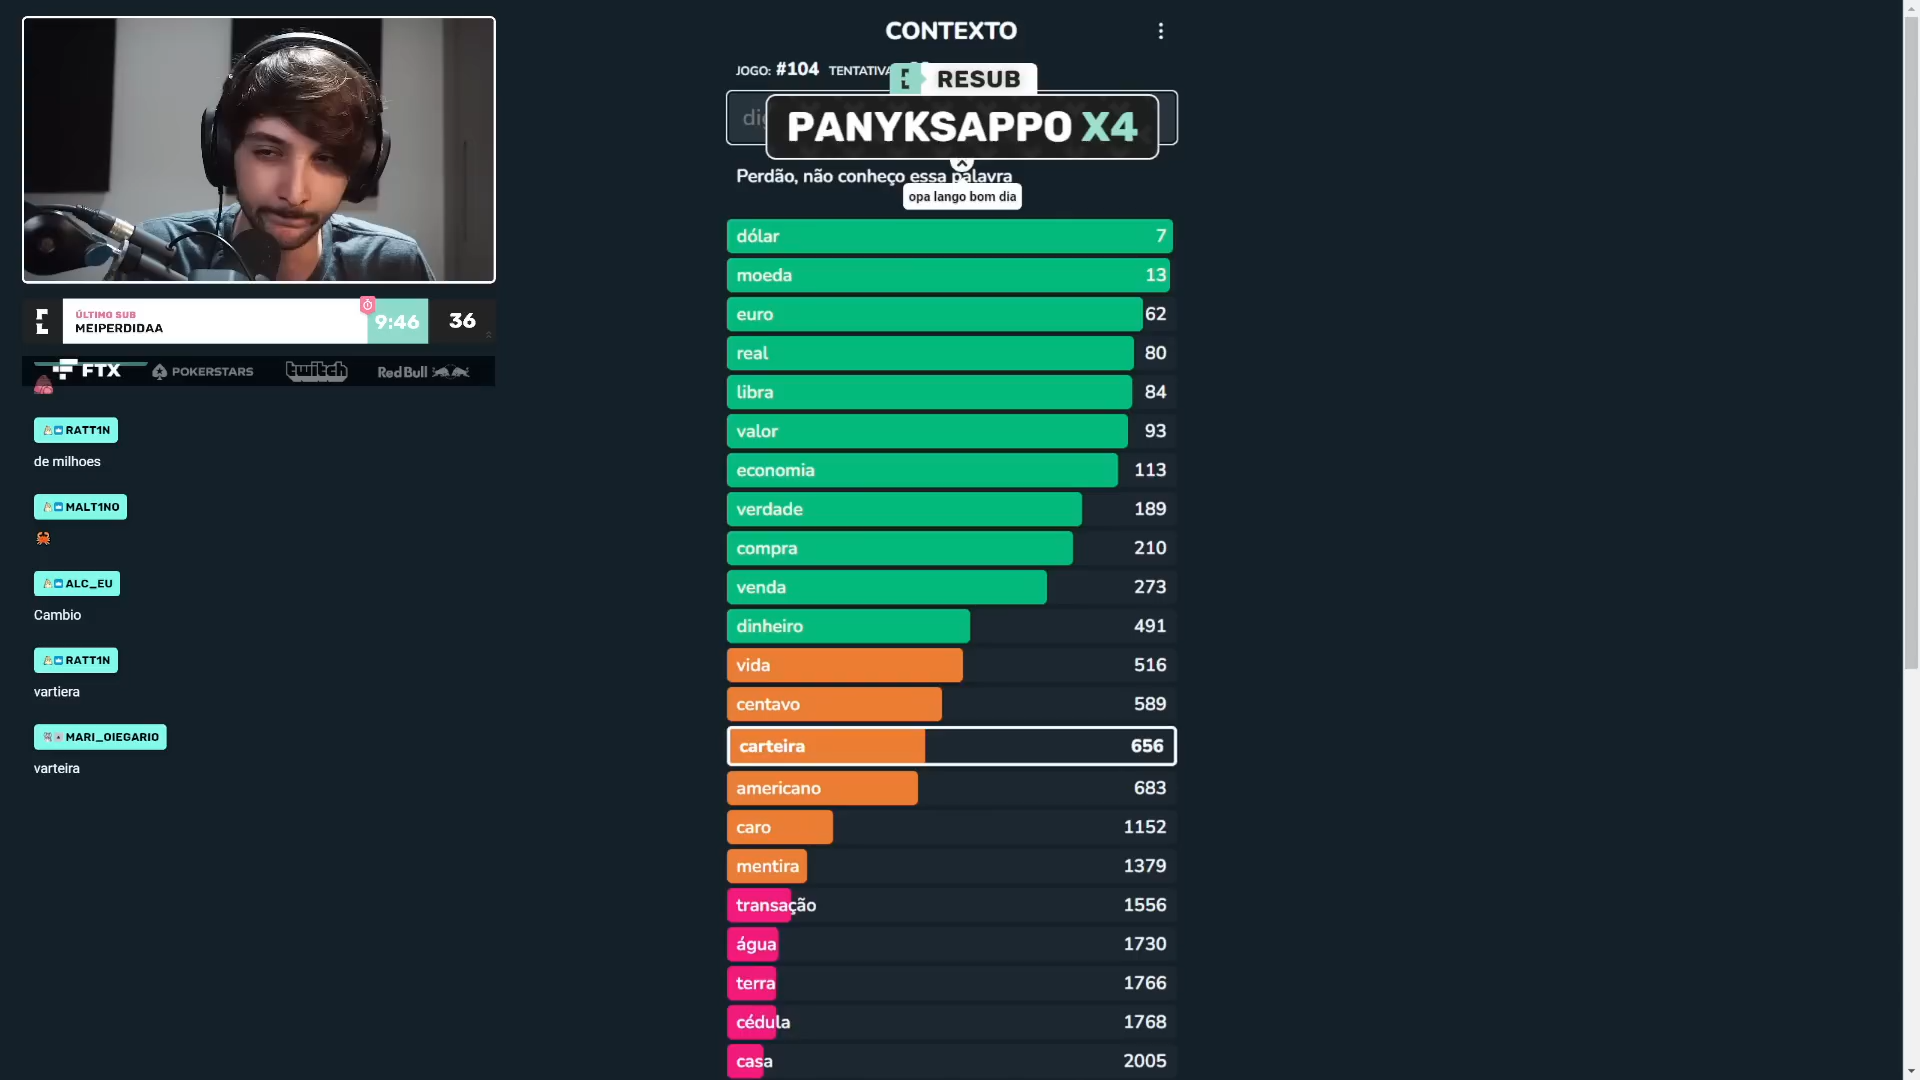 CONTEXTO
JOGO: #104 TENTATIVA
RESUB
PANYKSAPPO X4
Perdão, não conheço essa palavra
opa lango bom dia
dólar 7
moeda 13
euro 62
real 80
libra 84
valor 93
economia 113
verdade 189
compra 210
venda 273
dinheiro 491
vida 516
centavo 589
carteira 656
americano 683
caro 1152
mentira 1379
transação 1556
água 1730
terra 1766
cédula 1768
casa 2005
ÚLTIMO SUB
MEIPERDIDAA
9:46
36
FTX POKERSTARS twitch Red Bull
RATT1N
de milhoes
MALT1NO
ALC_EU
Cambio
RATT1N
vartiera
MARI_OIEGARIO
varteira